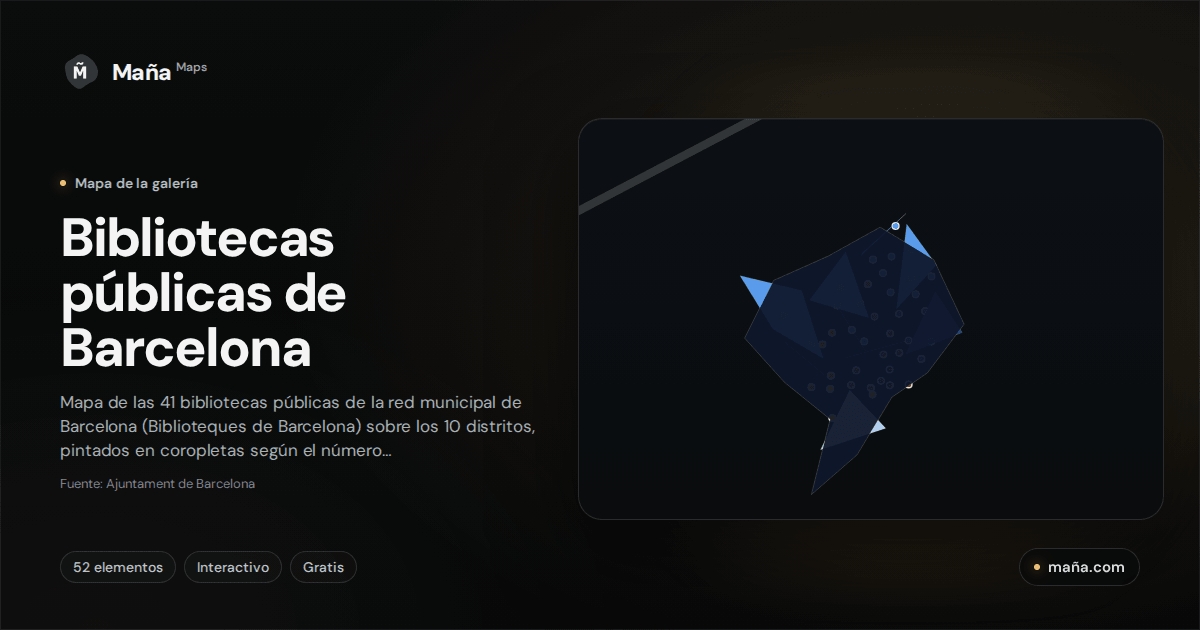 M̃
Maña Maps
Mapa de la galería
Bibliotecas
públicas de
Barcelona
Mapa de las 41 bibliotecas públicas de la red municipal de
Barcelona (Biblioteques de Barcelona) sobre los 10 distritos,
pintados en coropletas según el número...
Fuente: Ajuntament de Barcelona
52 elementos
Interactivo
Gratis
maña.com